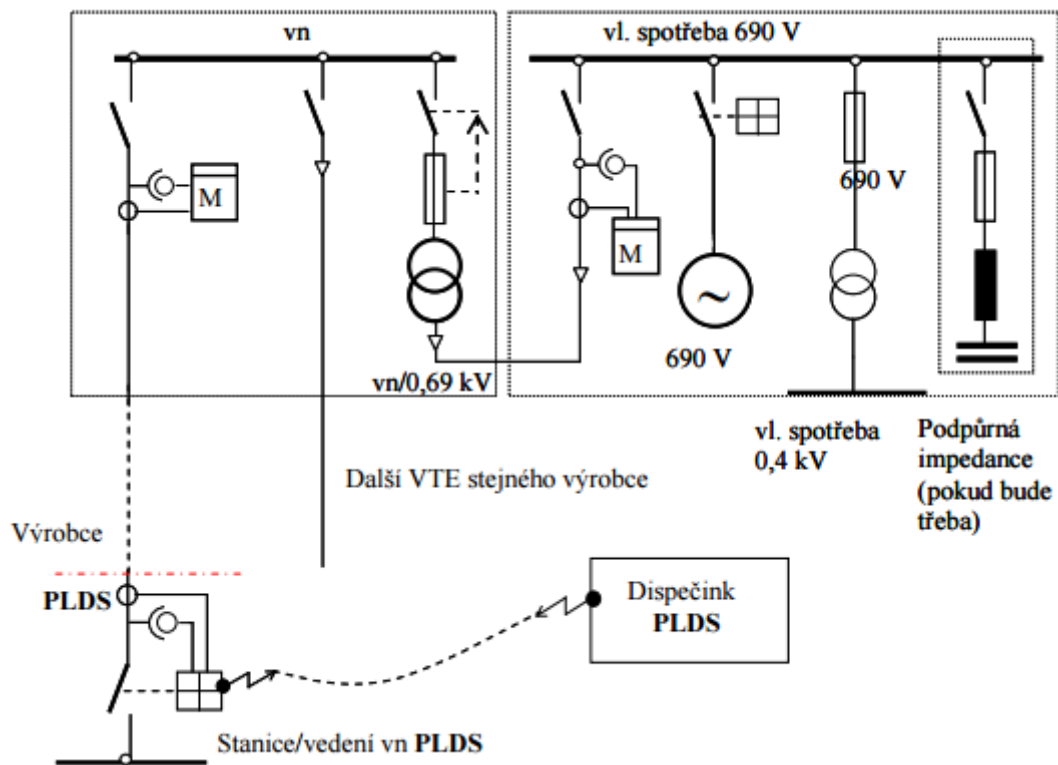 vn
vl. spotřeba 690 V
M
M
690 V
690 V
vn/0,69 kV
vl. spotřeba
0,4 kV
Podpůrná
impedance
(pokud bude
třeba)
Další VTE stejného výrobce
Výrobce
PLDS
Dispečink
PLDS
Stanice/vedení vn PLDS